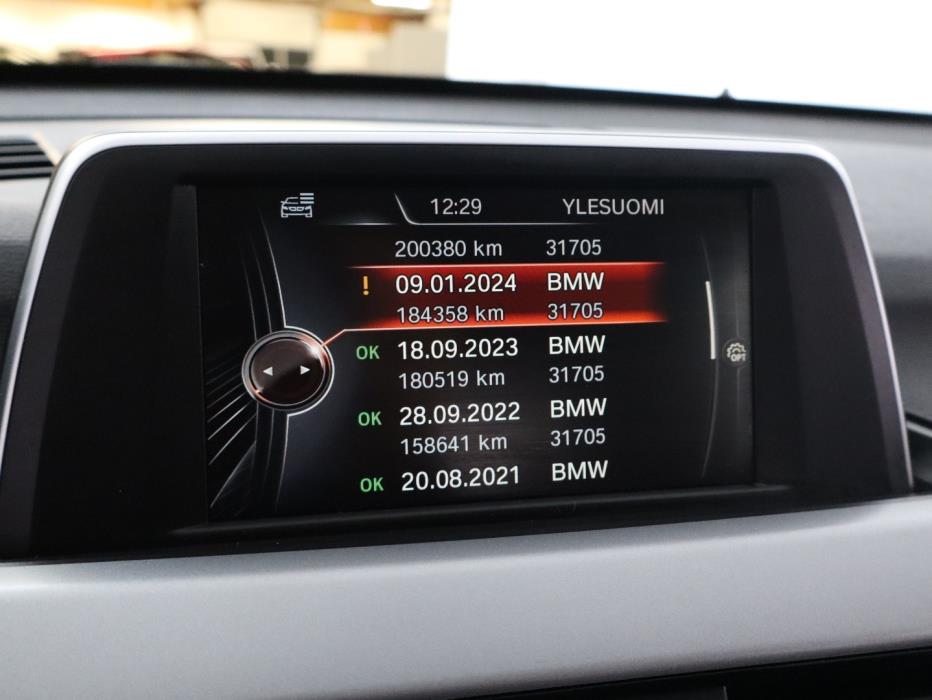 12:29 YLESUOMI
200380 km 31705
! 09.01.2024 BMW
184358 km 31705
OK 18.09.2023 BMW
180519 km 31705
OK 28.09.2022 BMW
158641 km 31705
OK 20.08.2021 BMW
OPT